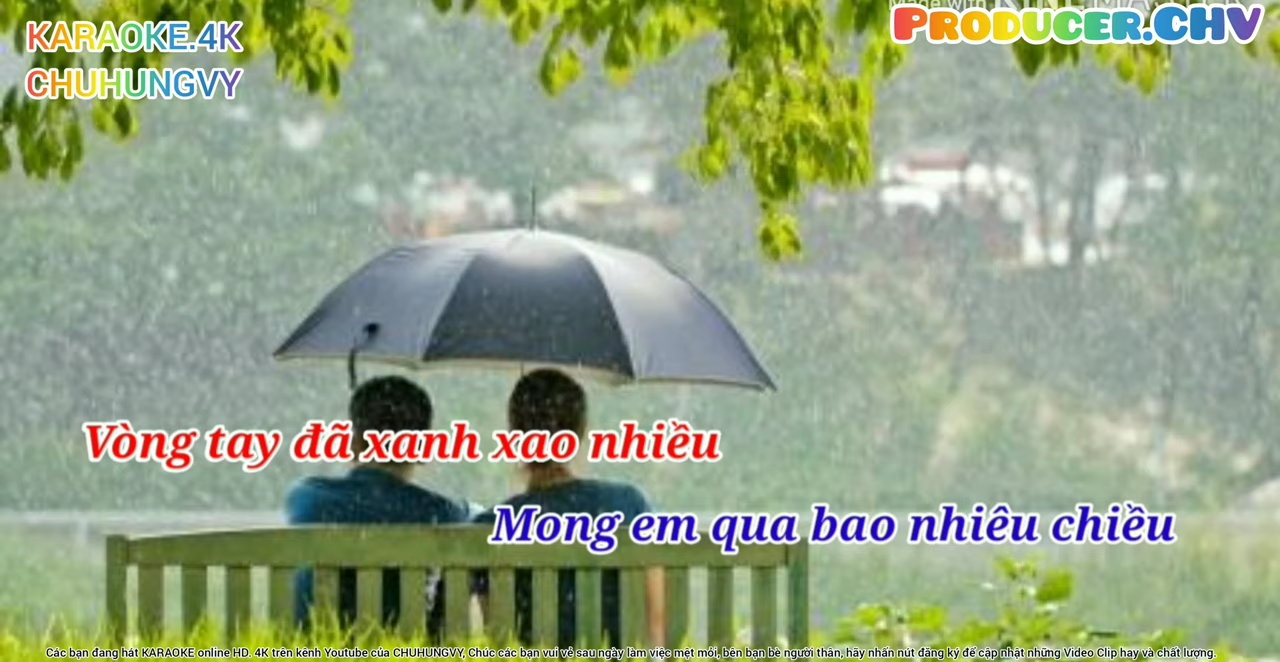 KARAOKE.4K
CHUHUNGVY
PRODUCER.CHV
Vòng tay đã xanh xao nhiều
Mong em qua bao nhiêu chiều
Các bạn đang hát KARAOKE online HD. 4K trên kênh Youtube của CHUHUNGVY, Chúc các bạn vui vẻ sau ngày làm việc mệt mỏi, bên bạn bè người thân, hãy nhấn nút đăng ký để cập nhật những Video Clip hay và chất lượng.